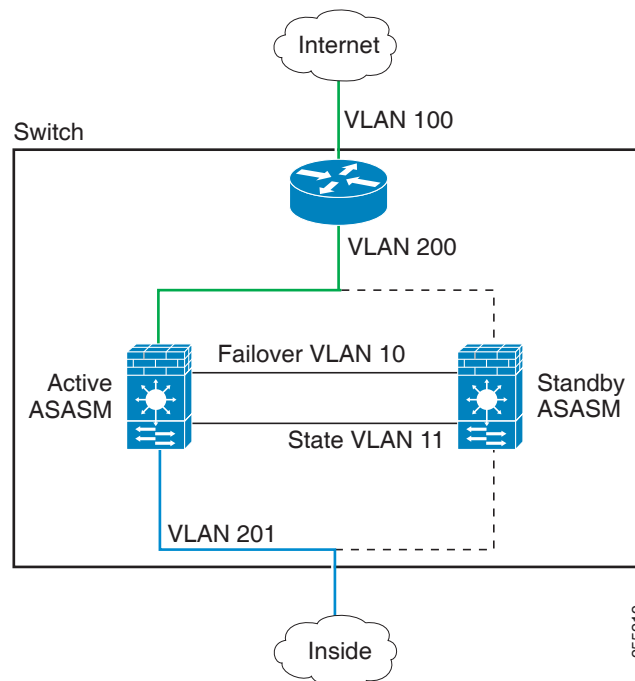 Internet
VLAN 100
Switch
VLAN 200
Failover VLAN 10
Active
ASASM
Standby
ASASM
State VLAN 11
VLAN 201
Inside